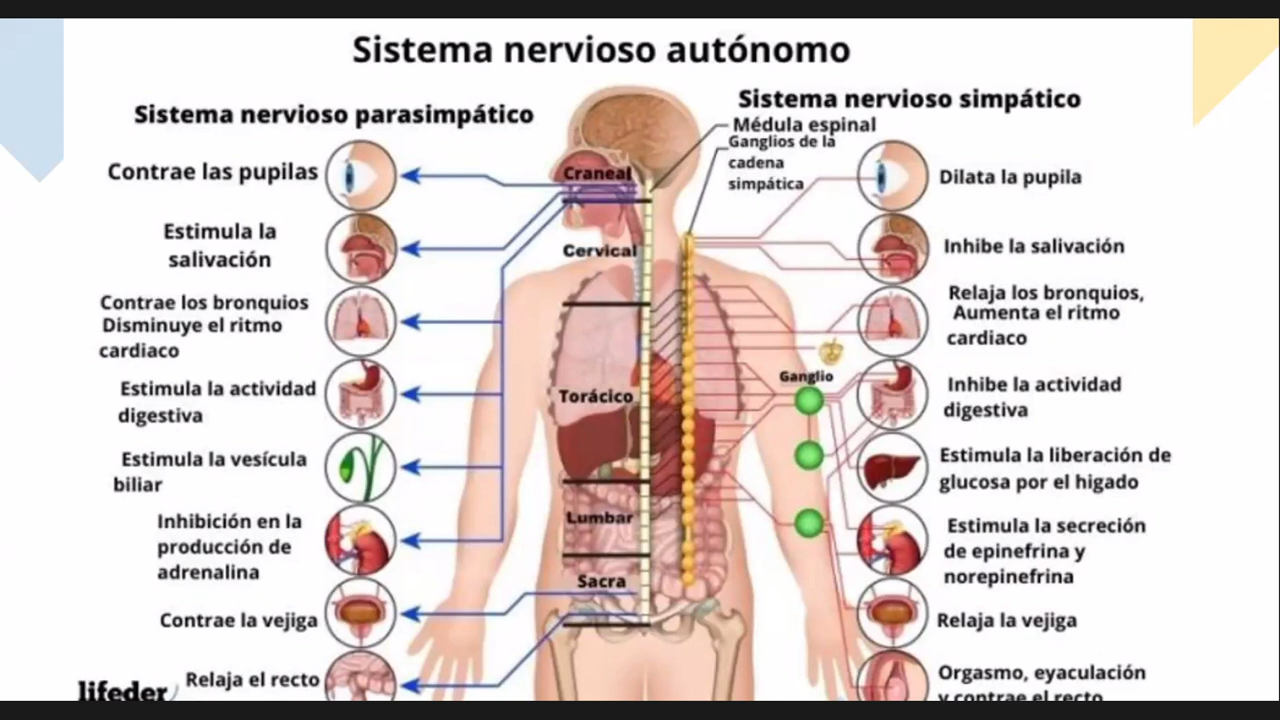 Sistema nervioso autónomo
Sistema nervioso parasimpático
Contrae las pupilas
Estimula la
salivación
Contrae los bronquios
Disminuye el ritmo
cardiaco
Estimula la actividad
digestiva
Estimula la vesícula
biliar
Inhibición en la
producción de
adrenalina
Contrae la vejiga
Relaja el recto
lifeder
Craneal
Cervical
Torácico
Lumbar
Sacra
Sistema nervioso simpático
Médula espinal
Ganglios de la
cadena
simpática
Ganglio
Dilata la pupila
Inhibe la salivación
Relaja los bronquios,
Aumenta el ritmo
cardiaco
Inhibe la actividad
digestiva
Estimula la liberación de
glucosa por el higado
Estimula la secreción
de epinefrina y
norepinefrina
Relaja la vejiga
Orgasmo, eyaculación
y contrae el recto